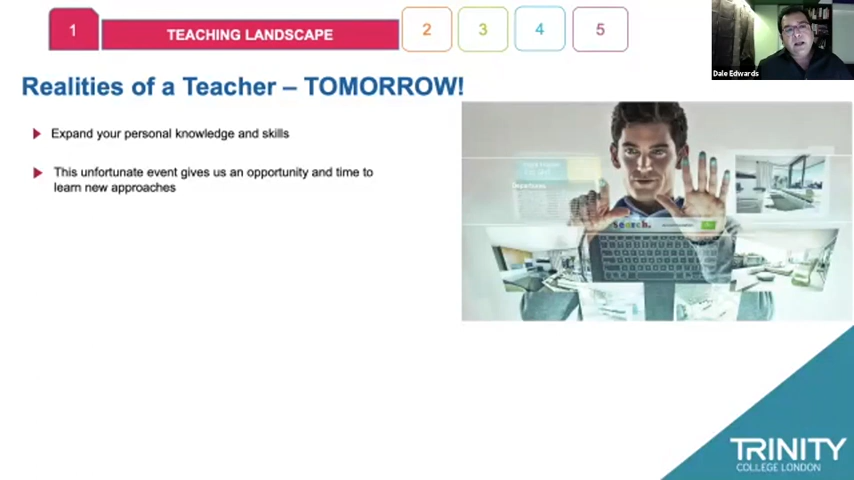 1
TEACHING LANDSCAPE
2
3
4
5
Dale Edwards
Realities of a Teacher – TOMORROW!
Expand your personal knowledge and skills
This unfortunate event gives us an opportunity and time to
learn new approaches
search.
TRINITY
COLLEGE LONDON